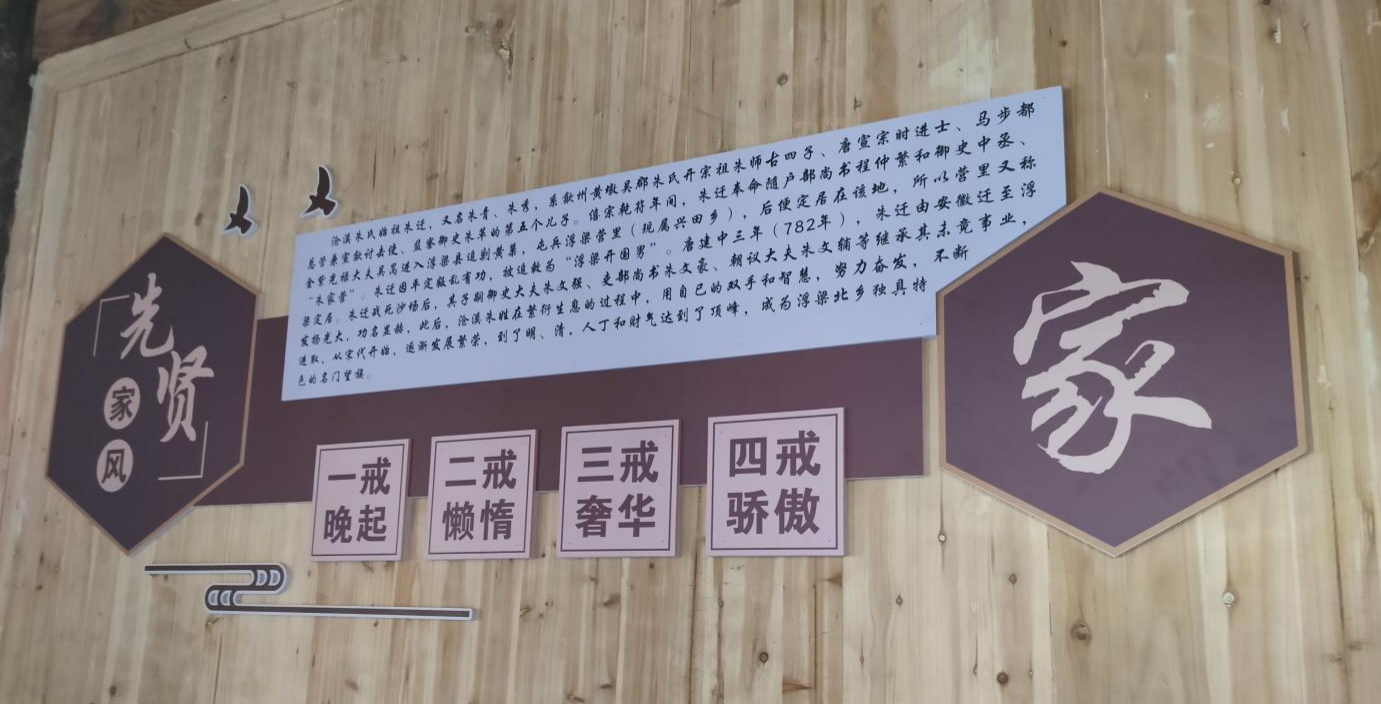 「先贤」
家风
沧溪朱氏始祖朱迁，又名朱青、朱秀，系歙州黄墩吴郡朱氏开宗祖朱师古四子、唐宣宗时进士、马步都
总管兼宣歙讨击使、监察御史朱革的第五个儿子。僖宗乾符年间，朱迁奉命随户部尚书程仲繁和御史中丞、
金紫光禄大夫吴芮进入浮梁县追剿黄巢，屯兵浮梁营里（现属兴田乡），后便定居在该地，所以营里又称
“朱家营”。朱迁因平定叛乱有功，被追敕为“浮梁开国男”。唐建中三年（782年），朱迁由安徽迁至浮
梁定居。朱迁战死沙场后，其子铜御史大夫朱文强、吏部尚书朱文豪、朝议大夫朱文辅等继承其未竟事业，
发扬光大，功名显赫，此后，沧溪朱姓在繁衍生息的过程中，用自己的双手和智慧，努力奋发，不断
进取，从宋代开始，逐渐发展繁荣，到了明、清，人丁和财气达到了顶峰，成为浮梁北乡独具特
色的名门望族。
家
一戒
晚起
二戒
懒惰
三戒
奢华
四戒
骄傲